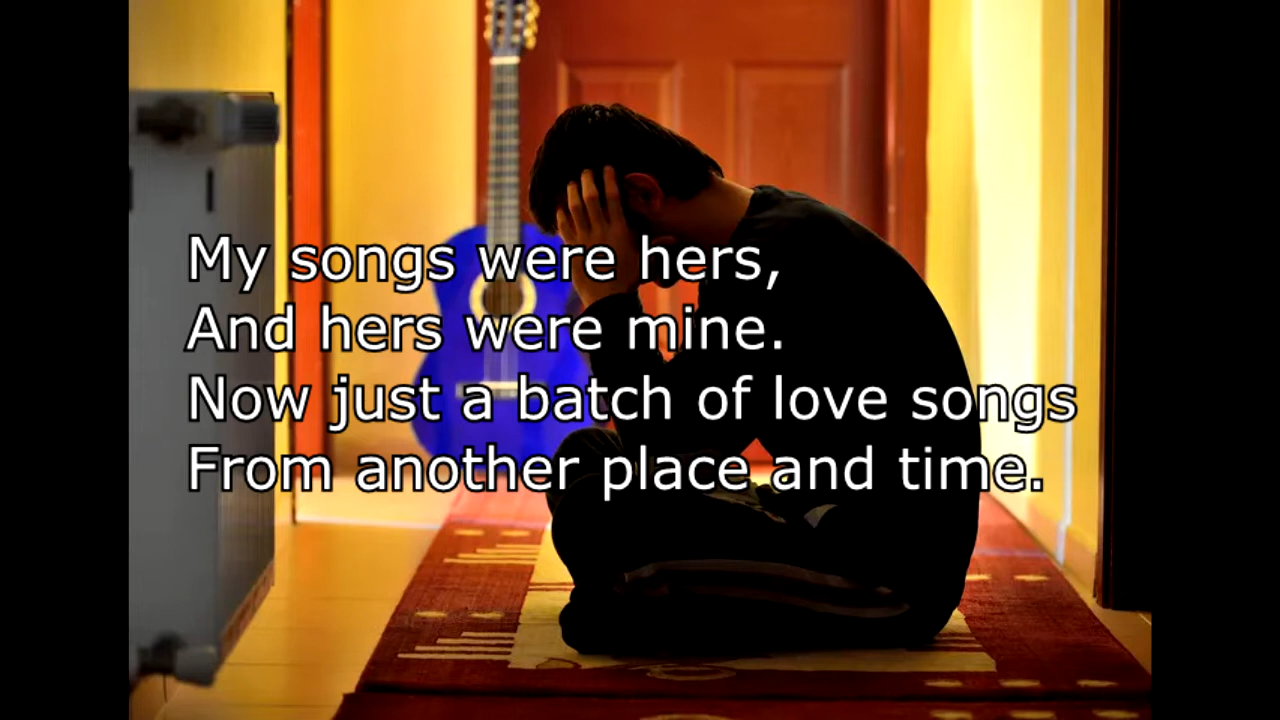 My songs were hers,
And hers were mine.
Now just a batch of love songs
From another place and time.